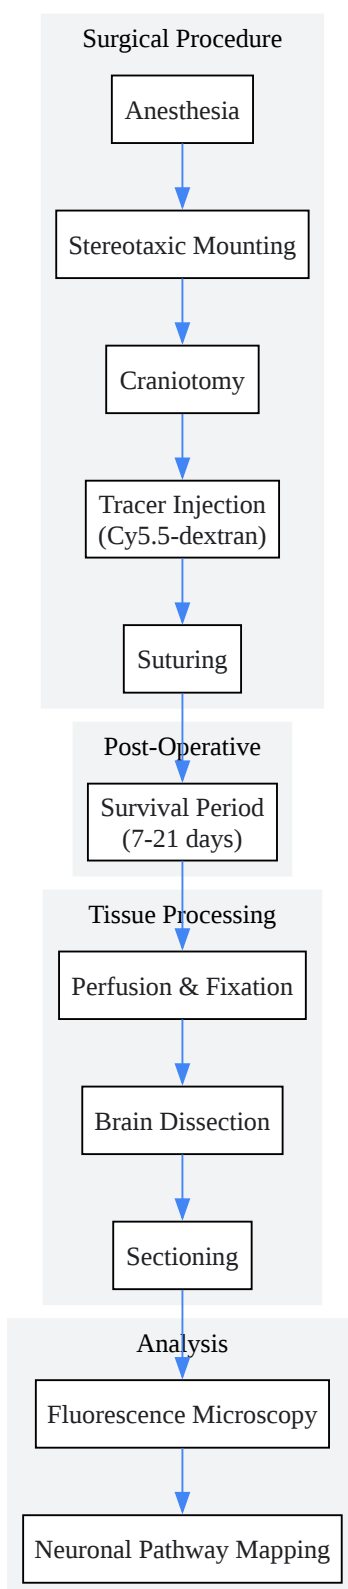 Surgical Procedure
Anesthesia
Stereotaxic Mounting
Craniotomy
Tracer Injection
(Cy5.5-dextran)
Suturing
Post-Operative
Survival Period
(7-21 days)
Tissue Processing
Perfusion & Fixation
Brain Dissection
Sectioning
Analysis
Fluorescence Microscopy
Neuronal Pathway Mapping